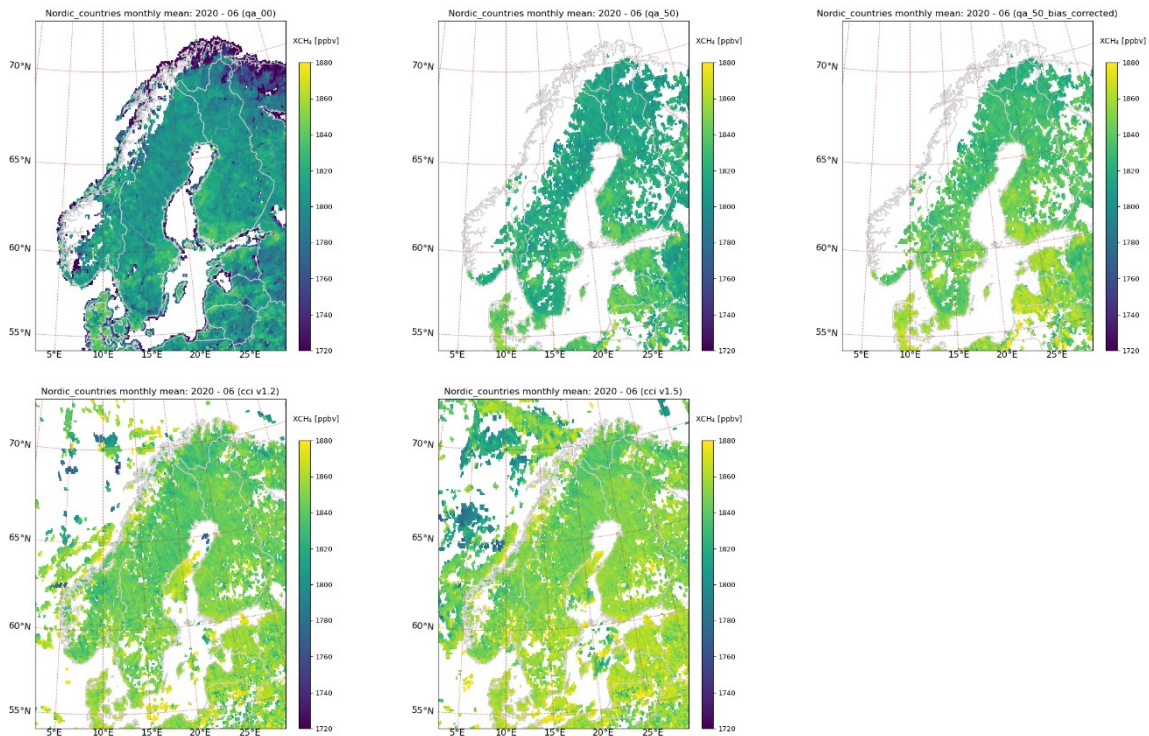 Nordic_countries monthly mean: 2020 - 06 (qa_00)
XCH₄ [ppbv]
1880
1860
1840
1820
1800
1780
1760
1740
1720
70°N
65°N
60°N
55°N
5°E 10°E 15°E 20°E 25°E
Nordic_countries monthly mean: 2020 - 06 (qa_50)
XCH₄ [ppbv]
1880
1860
1840
1820
1800
1780
1760
1740
1720
70°N
65°N
60°N
55°N
5°E 10°E 15°E 20°E 25°E
Nordic_countries monthly mean: 2020 - 06 (qa_50_bias_corrected)
XCH₄ [ppbv]
1880
1860
1840
1820
1800
1780
1760
1740
1720
70°N
65°N
60°N
55°N
5°E 10°E 15°E 20°E 25°E
Nordic_countries monthly mean: 2020 - 06 (cci v1.2)
XCH₄ [ppbv]
1880
1860
1840
1820
1800
1780
1760
1740
1720
70°N
65°N
60°N
55°N
5°E 10°E 15°E 20°E 25°E
Nordic_countries monthly mean: 2020 - 06 (cci v1.5)
XCH₄ [ppbv]
1880
1860
1840
1820
1800
1780
1760
1740
1720
70°N
65°N
60°N
55°N
5°E 10°E 15°E 20°E 25°E